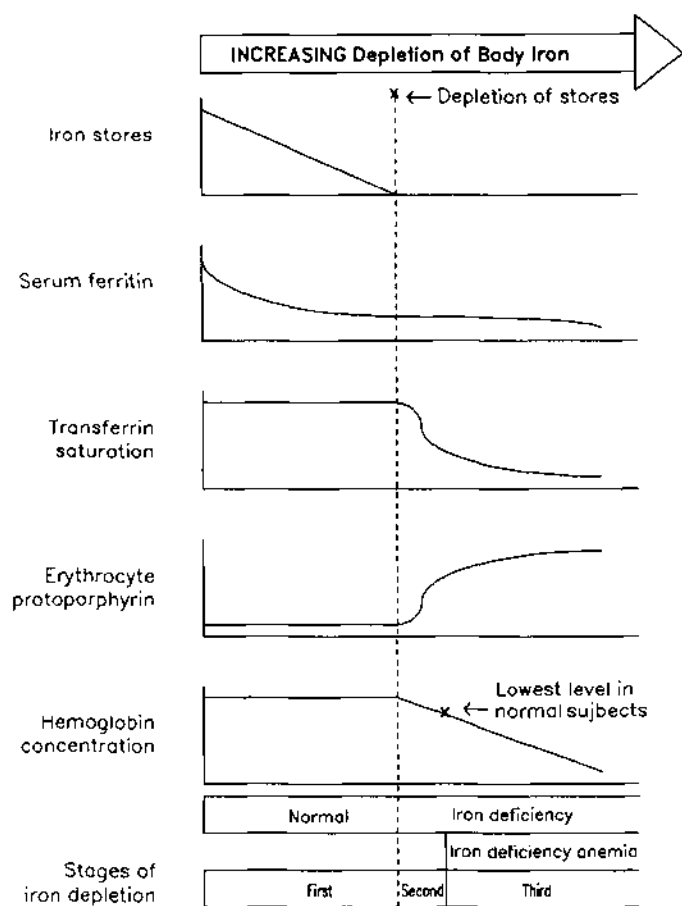 INCREASING Depletion of Body Iron
× ← Depletion of stores
Iron stores
Serum ferritin
Transferrin
saturation
Erythrocyte
protoporphyrin
Lowest level in
× ← normal sujbects
Hemoglobin
concentration
Normal Iron deficiency
Iron deficiency anemia
Stages of
iron depletion
First Second Third